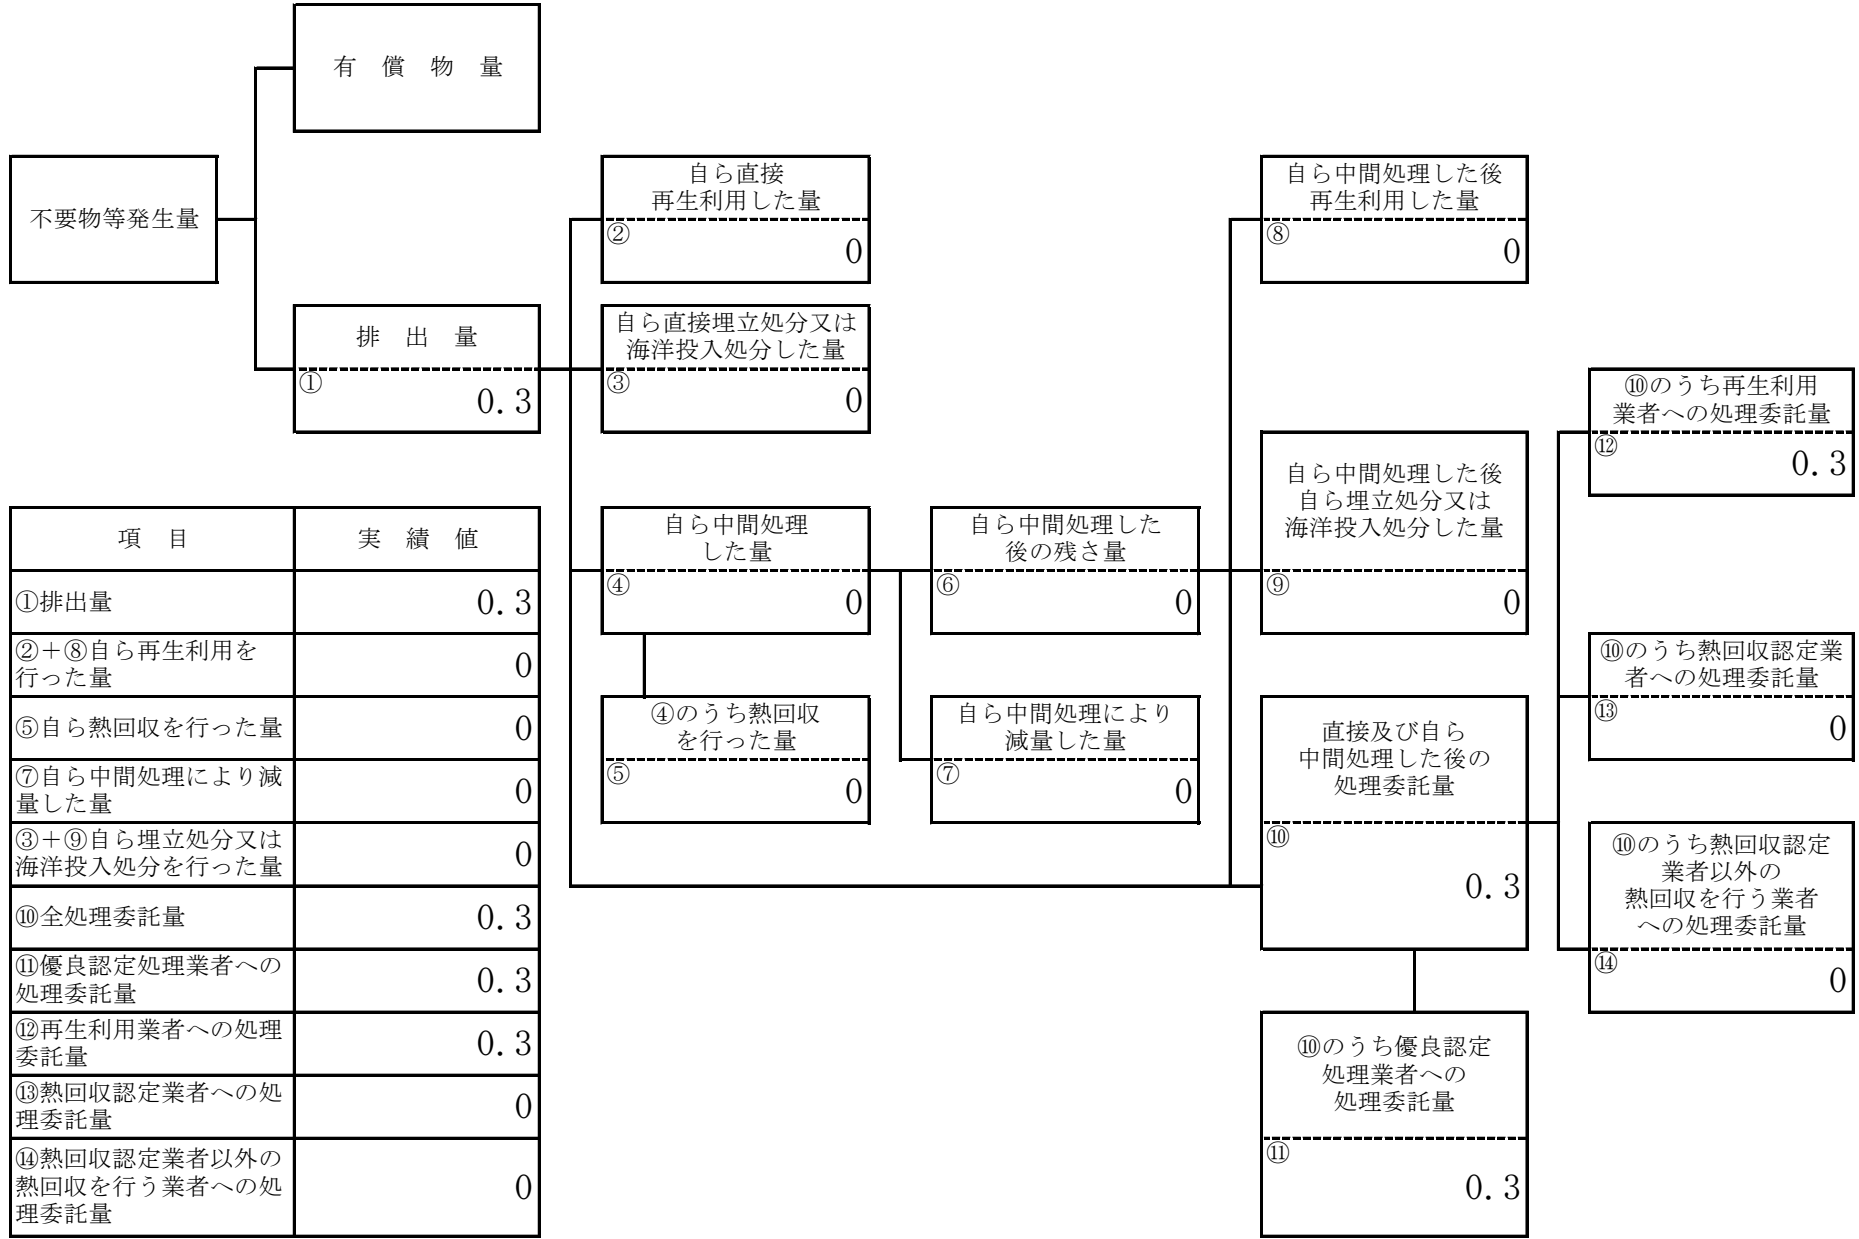 有　償　物　量
不要物等発生量
排　出　量
①
0.3
自ら直接
再生利用した量
②
0
自ら直接埋立処分又は
海洋投入処分した量
③
0
自ら中間処理
した量
④
0
④のうち熱回収
を行った量
⑤
0
自ら中間処理した
後の残さ量
⑥
0
自ら中間処理により
減量した量
⑦
0
自ら中間処理した後
再生利用した量
⑧
0
自ら中間処理した後
自ら埋立処分又は
海洋投入処分した量
⑨
0
直接及び自ら
中間処理した後の
処理委託量
⑩
0.3
⑩のうち優良認定
処理業者への
処理委託量
⑪
0.3
⑩のうち再生利用
業者への処理委託量
⑫
0.3
⑩のうち熱回収認定業
者への処理委託量
⑬
0
⑩のうち熱回収認定
業者以外の
熱回収を行う業者
への処理委託量
⑭
0
項　目　実　績　値
①排出量　0.3
②＋⑧自ら再生利用を
行った量
0
⑤自ら熱回収を行った量　0
⑦自ら中間処理により減
量した量
0
③＋⑨自ら埋立処分又は
海洋投入処分を行った量
0
⑩全処理委託量　0.3
⑪優良認定処理業者への
処理委託量
0.3
⑫再生利用業者への処理
委託量
0.3
⑬熱回収認定業者への処
理委託量
0
⑭熱回収認定業者以外の
熱回収を行う業者への処
理委託量
0